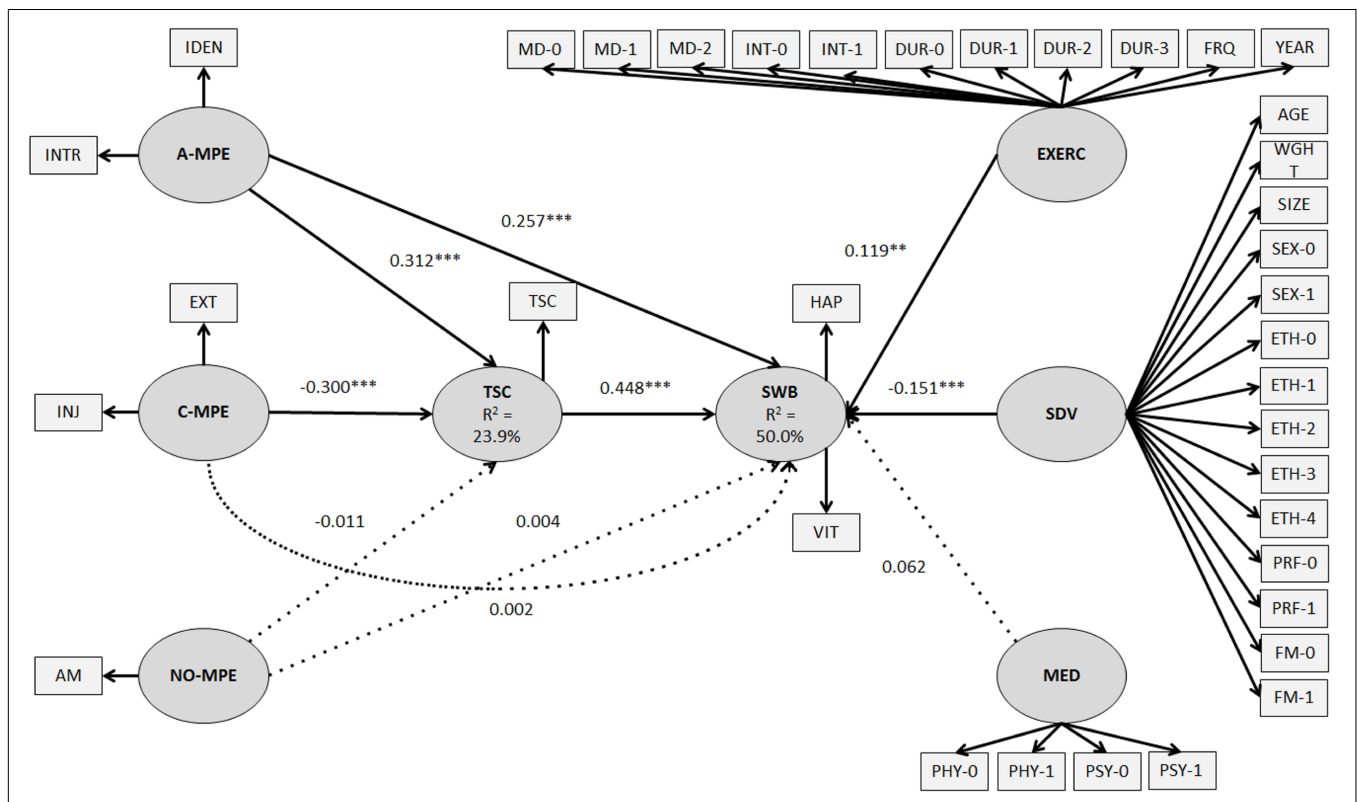 IDEN
MD-0
MD-1
MD-2
INT-0
INT-1
DUR-0
DUR-1
DUR-2
DUR-3
FRQ
YEAR
INTR
A-MPE
EXERC
AGE
WGH
T
SIZE
SEX-0
SEX-1
ETH-0
ETH-1
ETH-2
ETH-3
ETH-4
PRF-0
PRF-1
FM-0
FM-1
0.257***
0.312***
0.119**
EXT
TSC
HAP
INJ
C-MPE
-0.300***
TSC
R² =
23.9%
0.448***
SWB
R² =
50.0%
-0.151***
SDV
-0.011
0.004
VIT
0.062
0.002
AM
NO-MPE
MED
PHY-0
PHY-1
PSY-0
PSY-1